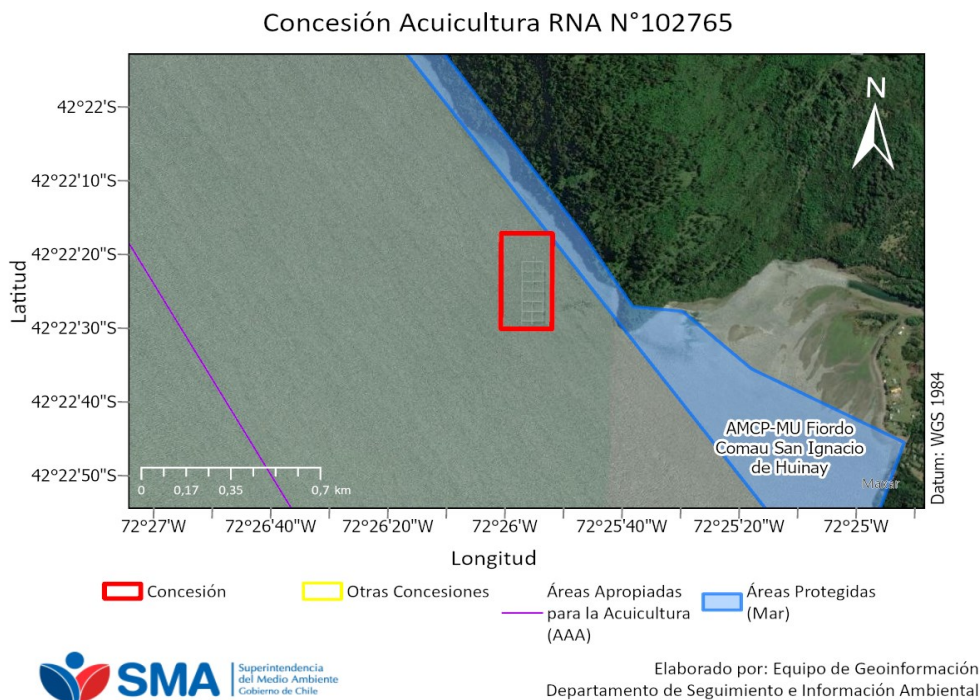 Concesión Acuicultura RNA N°102765
N
42°22'S
42°22'10"S
42°22'20"S
42°22'30"S
42°22'40"S
42°22'50"S
Latitud
Datum: WGS 1984
AMCP-MU Fiordo
Comau San Ignacio
de Huinay
0 0,17 0,35 0,7 km
72°27'W 72°26'40"W 72°26'20"W 72°26'W 72°25'40"W 72°25'20"W 72°25'W
Longitud
Concesión
Otras Concesiones
Áreas Apropiadas
para la Acuicultura
(AAA)
Áreas Protegidas
(Mar)
SMA
Superintendencia
del Medio Ambiente
Gobierno de Chile
Elaborado por: Equipo de Geoinformación
Departamento de Seguimiento e Información Ambiental